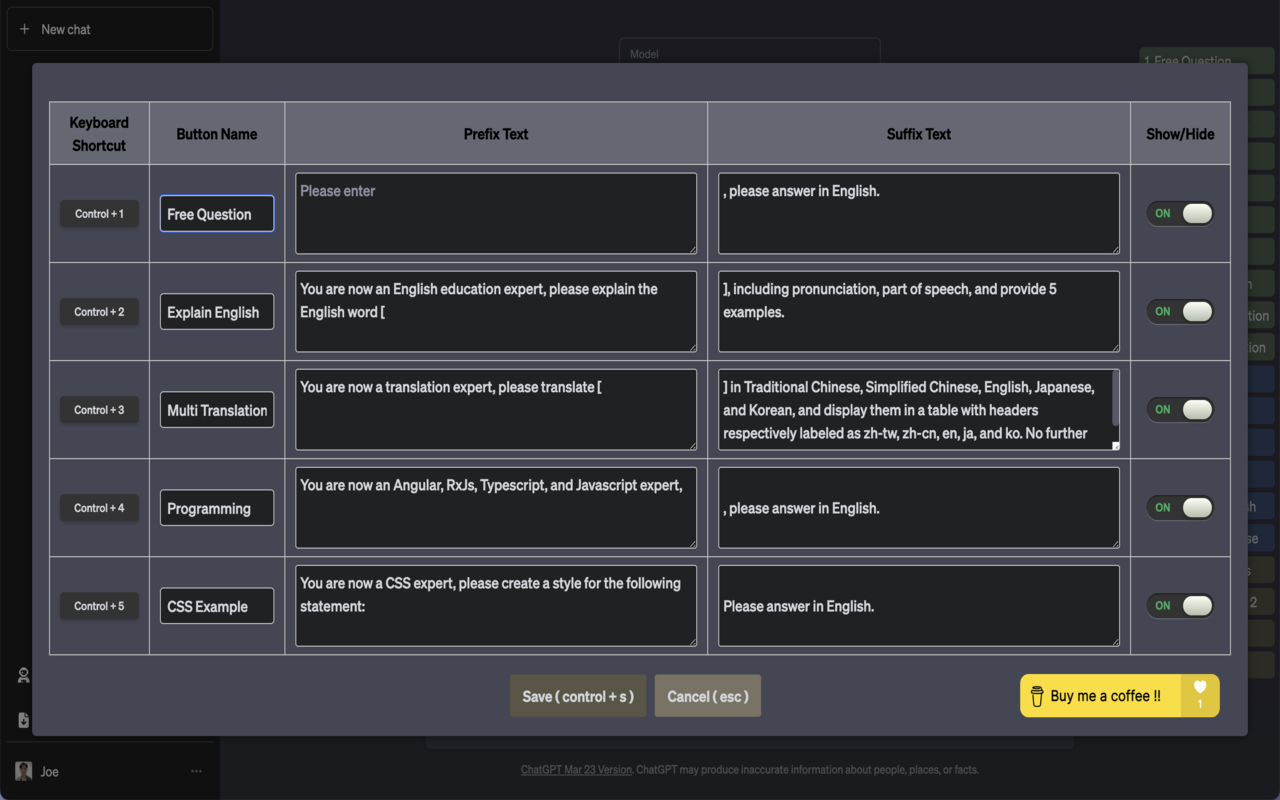 New chat
Model
1 Free Question
Keyboard Shortcut
Button Name
Prefix Text
Suffix Text
Show/Hide
Control + 1
Free Question
Please enter
, please answer in English.
ON
Control + 2
Explain English
You are now an English education expert, please explain the
English word [
], including pronunciation, part of speech, and provide 5
examples.
ON
Control + 3
Multi Translation
You are now a translation expert, please translate [
] in Traditional Chinese, Simplified Chinese, English, Japanese,
and Korean, and display them in a table with headers
respectively labeled as zh-tw, zh-cn, en, ja, and ko. No further
ON
Control + 4
Programming
You are now an Angular, RxJs, Typescript, and Javascript expert,
, please answer in English.
ON
Control + 5
CSS Example
You are now a CSS expert, please create a style for the following
statement:
Please answer in English.
ON
Save ( control + s )
Cancel ( esc )
Buy me a coffee !!
1
Joe
ChatGPT Mar 23 Version. ChatGPT may produce inaccurate information about people, places, or facts.